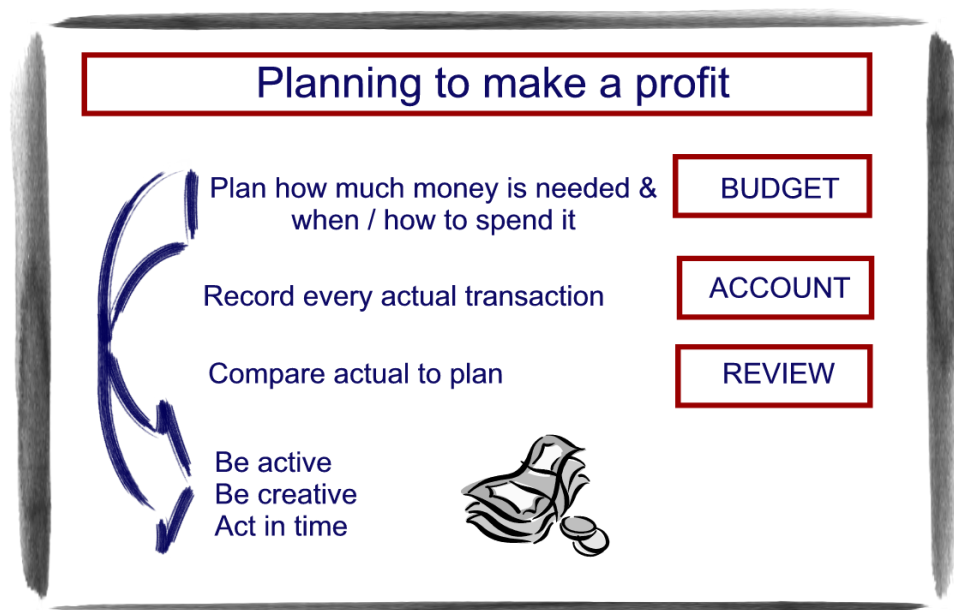 Planning to make a profit
Plan how much money is needed &
when / how to spend it
BUDGET
Record every actual transaction
ACCOUNT
Compare actual to plan
REVIEW
Be active
Be creative
Act in time